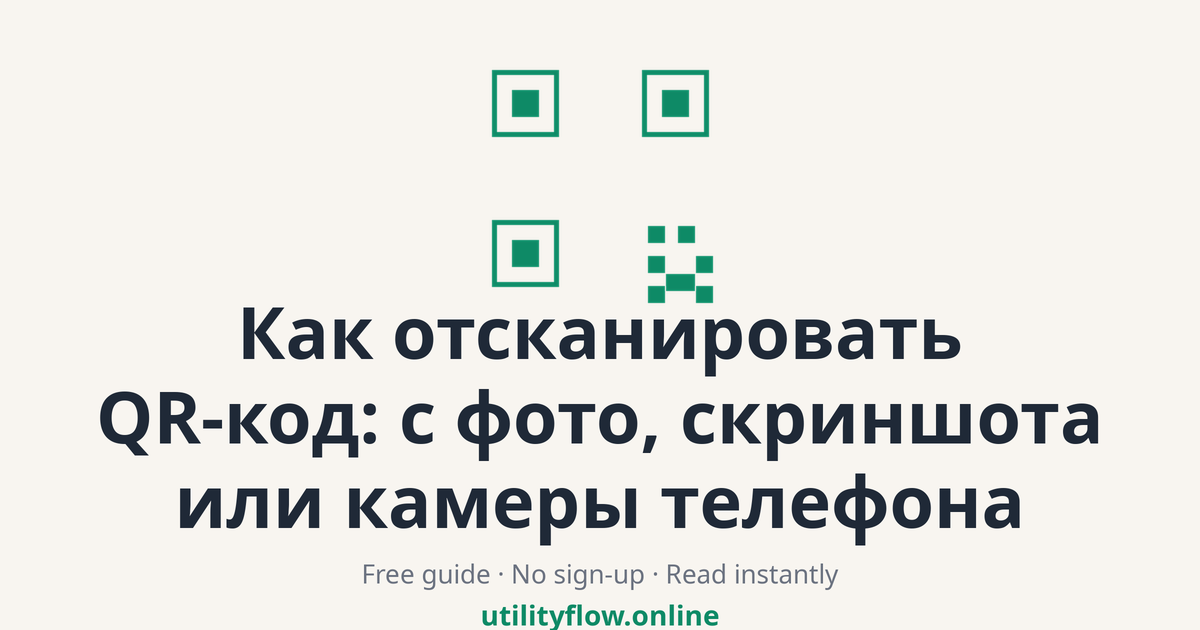 Как отсканировать
QR-код: с фото, скриншота
или камеры телефона
Free guide · No sign-up · Read instantly
utilityflow.online